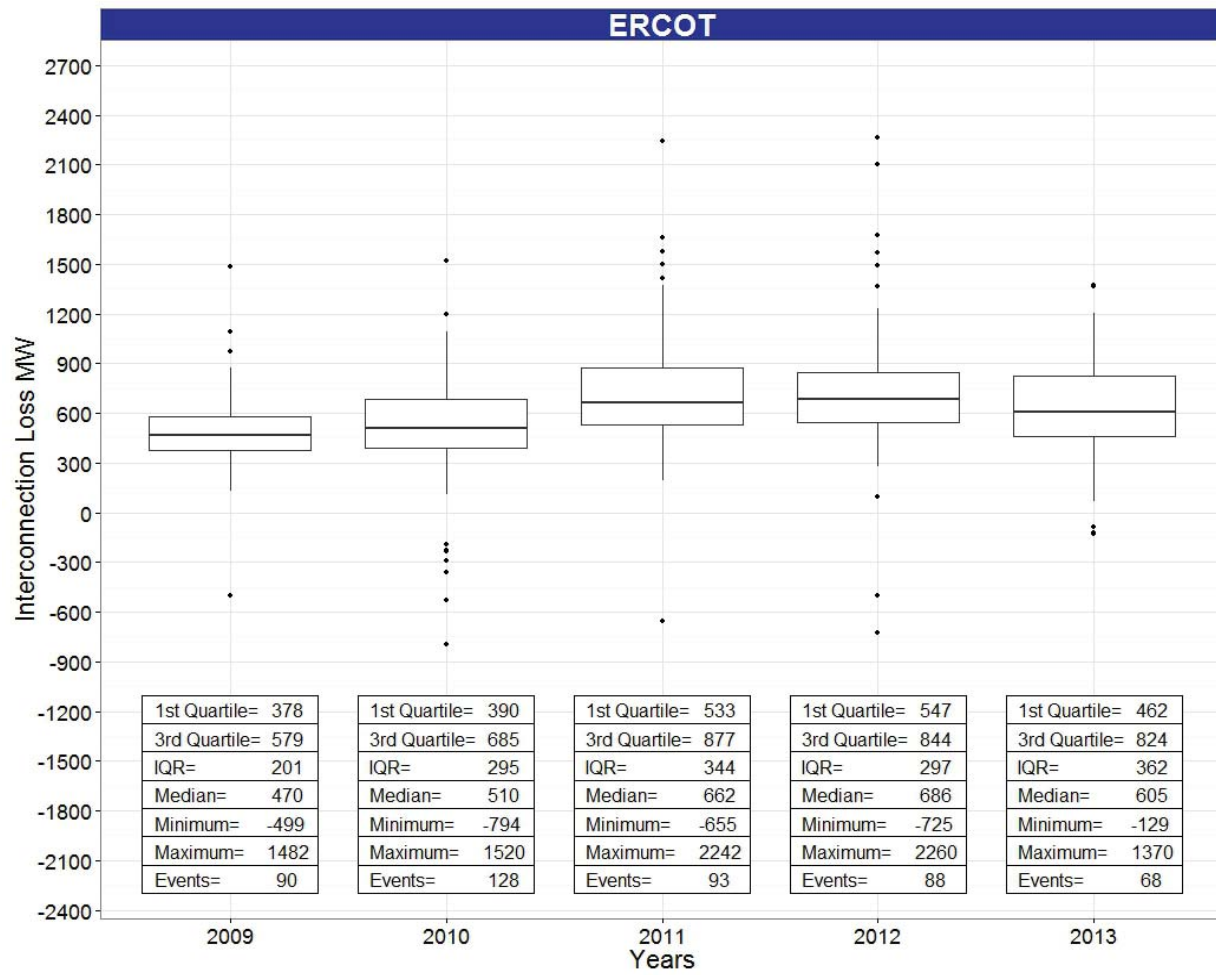 ERCOT
2700
2400
2100
1800
1500
1200
900
600
300
0
-300
-600
-900
-1200
-1500
-1800
-2100
-2400
Interconnection Loss MW
1st Quartile= 378
3rd Quartile= 579
IQR= 201
Median= 470
Minimum= -499
Maximum= 1482
Events= 90
1st Quartile= 390
3rd Quartile= 685
IQR= 295
Median= 510
Minimum= -794
Maximum= 1520
Events= 128
1st Quartile= 533
3rd Quartile= 877
IQR= 344
Median= 662
Minimum= -655
Maximum= 2242
Events= 93
1st Quartile= 547
3rd Quartile= 844
IQR= 297
Median= 686
Minimum= -725
Maximum= 2260
Events= 88
1st Quartile= 462
3rd Quartile= 824
IQR= 362
Median= 605
Minimum= -129
Maximum= 1370
Events= 68
2009 2010 2011 2012 2013
Years